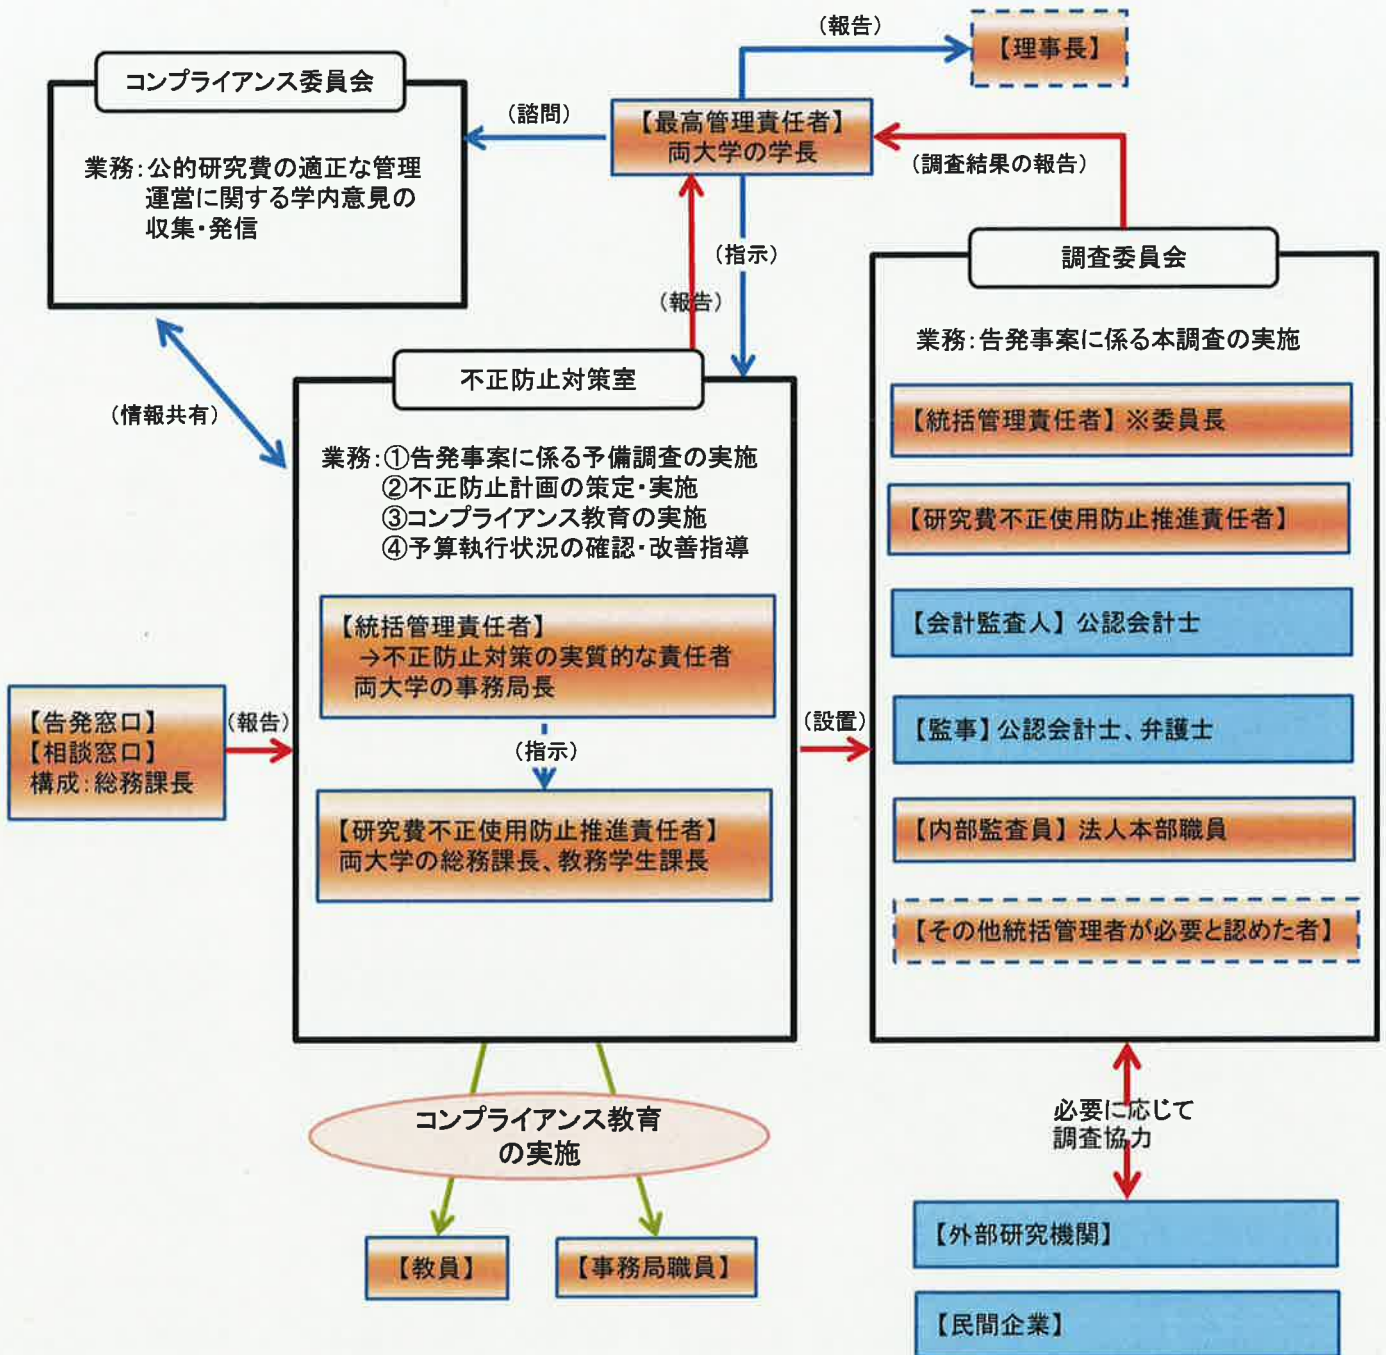 （報告）
【理事長】
コンプライアンス委員会
業務：公的研究費の適正な管理
運営に関する学内意見の
収集・発信
（諮問）
【最高管理責任者】
両大学の学長
（調査結果の報告）
（指示）
（報告）
（情報共有）
不正防止対策室
業務：①告発事案に係る予備調査の実施
②不正防止計画の策定・実施
③コンプライアンス教育の実施
④予算執行状況の確認・改善指導
【統括管理責任者】
→不正防止対策の実質的な責任者
両大学の事務局長
（指示）
【研究費不正使用防止推進責任者】
両大学の総務課長、教務学生課長
【告発窓口】
【相談窓口】
構成：総務課長
（報告）
（設置）
調査委員会
業務：告発事案に係る本調査の実施
【統括管理責任者】※委員長
【研究費不正使用防止推進責任者】
【会計監査人】公認会計士
【監事】公認会計士、弁護士
【内部監査員】法人本部職員
【その他統括管理者が必要と認めた者】
コンプライアンス教育
の実施
【教員】
【事務局職員】
必要に応じて
調査協力
【外部研究機関】
【民間企業】